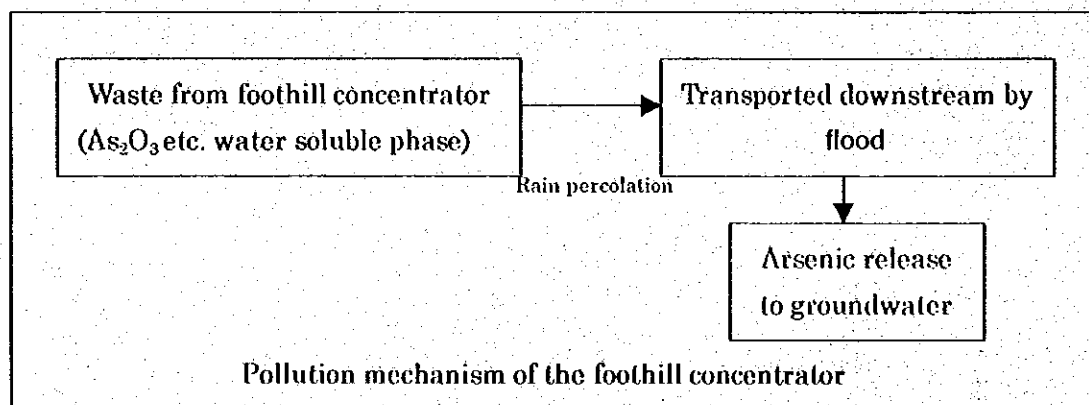 Waste from foothill concentrator
(As₂O₃ etc. water soluble phase)
Transported downstream by
flood
Rain percolation
Arsenic release
to groundwater
Pollution mechanism of the foothill concentrator